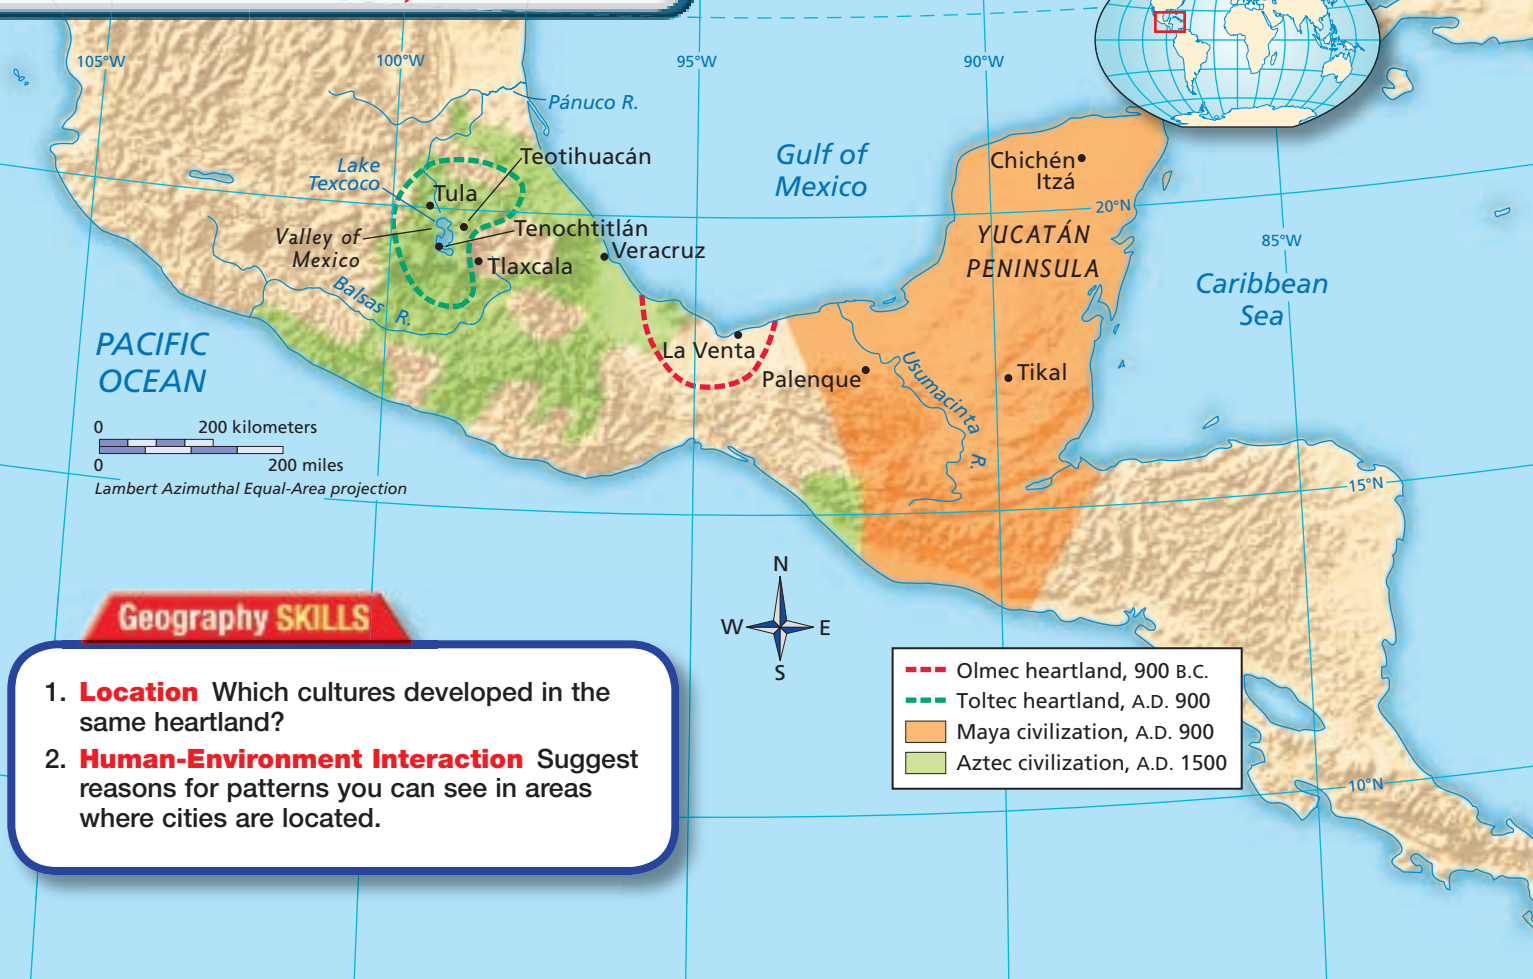 105°W
100°W
95°W
90°W
Pánuco R.
Gulf of
Mexico
Teotihuacán
Lake
Texcoco
Tula
Chichén
Itzá
20°N
Valley of
Mexico
Tenochtitlán
Veracruz
Tlaxcala
YUCATÁN
PENINSULA
85°W
Caribbean
Sea
Balsas R.
PACIFIC
OCEAN
La Venta
Palenque
Usumacinta R.
Tikal
0 200 kilometers
0 200 miles
Lambert Azimuthal Equal-Area projection
15°N
N
W E
S
Geography SKILLS
1. Location Which cultures developed in the
same heartland?
2. Human-Environment Interaction Suggest
reasons for patterns you can see in areas
where cities are located.
Olmec heartland, 900 B.C.
Toltec heartland, A.D. 900
Maya civilization, A.D. 900
Aztec civilization, A.D. 1500
10°N